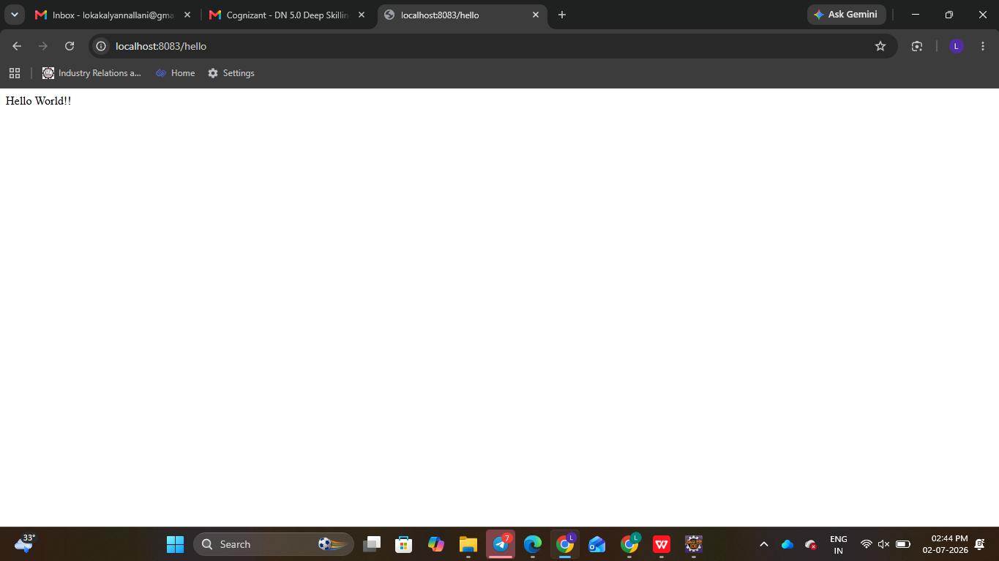 Inbox - lokakalyannallani@gma
Cognizant - DN 5.0 Deep Skillin
localhost:8083/hello
Ask Gemini
localhost:8083/hello
L
Industry Relations a...
Home
Settings
Hello World!!
33°
Search
7
L
L
ENG
IN
02:44 PM
02-07-2026